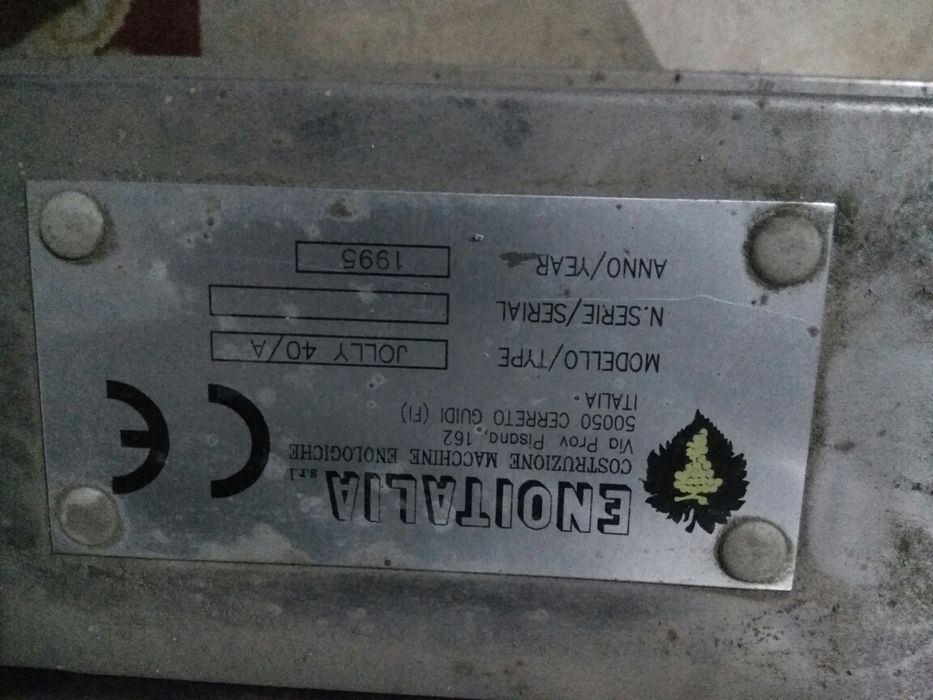 ENOITALIA s.r.l
COSTRUZIONE MACCHINE ENOLOGICHE
Via Prov. Pisana, 162
50050 CERRETO GUIDI (FI)
ITALIA
CE
MODELLO/TYPE JOLLY 40/A
N.SERIE/SERIAL
ANNO/YEAR 1995